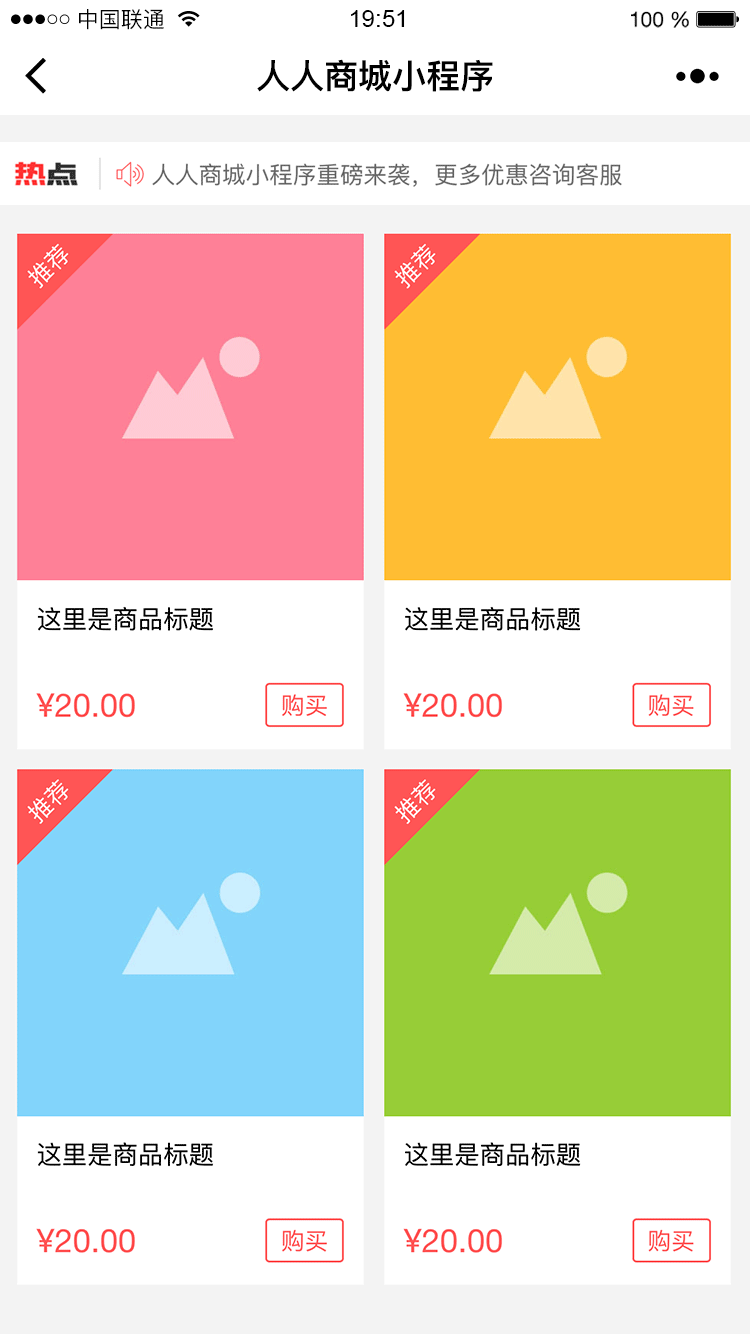 中国联通 19:51 100 %
人人商城小程序
热点 人人商城小程序重磅来袭，更多优惠咨询客服
推荐 推荐
这里是商品标题 这里是商品标题
¥20.00 购买 ¥20.00 购买
推荐 推荐
这里是商品标题 这里是商品标题
¥20.00 购买 ¥20.00 购买